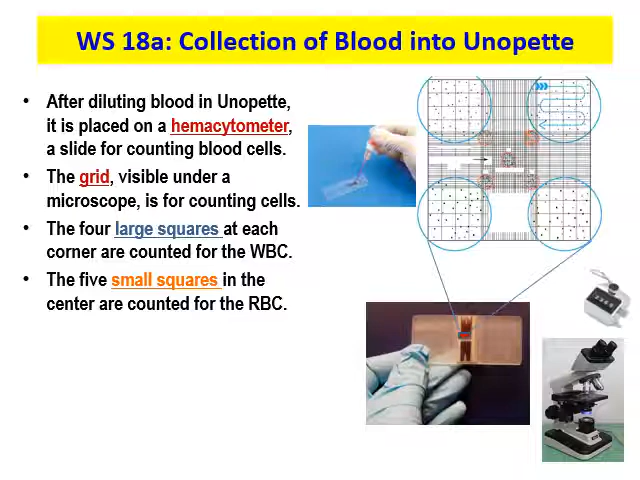 WS 18a: Collection of Blood into Unopette
• After diluting blood in Unopette,
it is placed on a hemacytometer,
a slide for counting blood cells.
• The grid, visible under a
microscope, is for counting cells.
• The four large squares at each
corner are counted for the WBC.
• The five small squares in the
center are counted for the RBC.